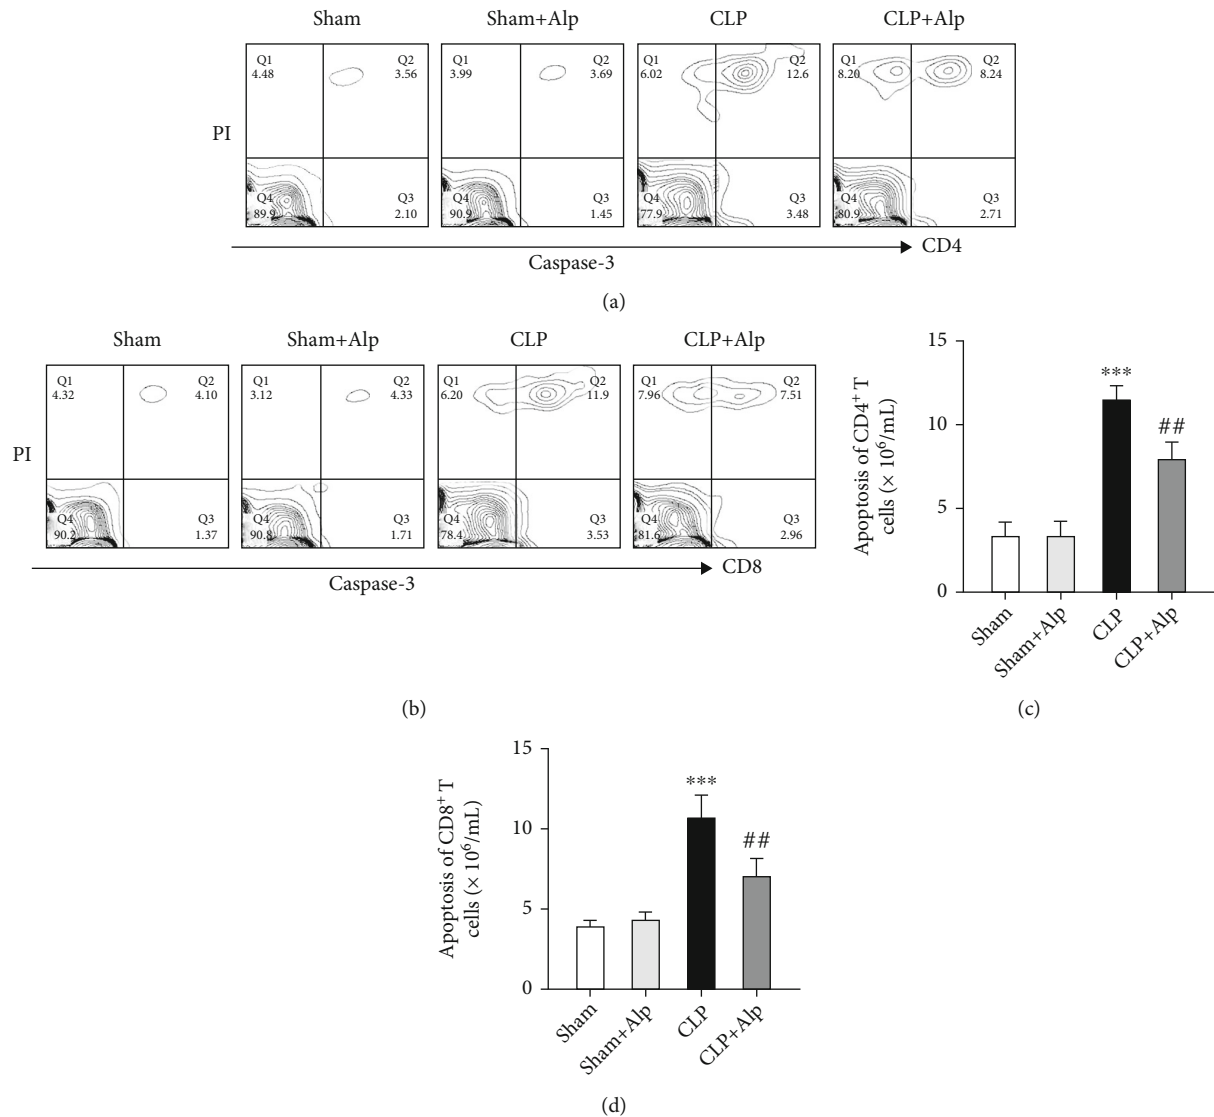 Sham Sham+Alp CLP CLP+Alp
Q1 Q2 Q1 Q2 Q1 Q2 Q1 Q2
4.48 3.56 3.99 3.69 6.02 12.6 8.20 8.24
PI
Q4 Q3 Q4 Q3 Q4 Q3 Q4 Q3
89.9 2.10 90.9 1.45 77.9 3.48 80.9 2.71
CD4
Caspase-3
(a)
Sham Sham+Alp CLP CLP+Alp
Q1 Q2 Q1 Q2 Q1 Q2 Q1 Q2
4.32 4.10 3.12 4.33 6.20 11.9 7.96 7.51
PI
Q4 Q3 Q4 Q3 Q4 Q3 Q4 Q3
90.2 1.37 90.8 1.71 78.4 3.53 81.6 2.96
CD8
Caspase-3
(b)
Apoptosis of CD4⁺ T
cells (× 10⁶/mL)
15
10
5
0
***
##
Sham
Sham+Alp
CLP
CLP+Alp
(c)
Apoptosis of CD8⁺ T
cells (× 10⁶/mL)
15
10
5
0
***
##
Sham
Sham+Alp
CLP
CLP+Alp
(d)